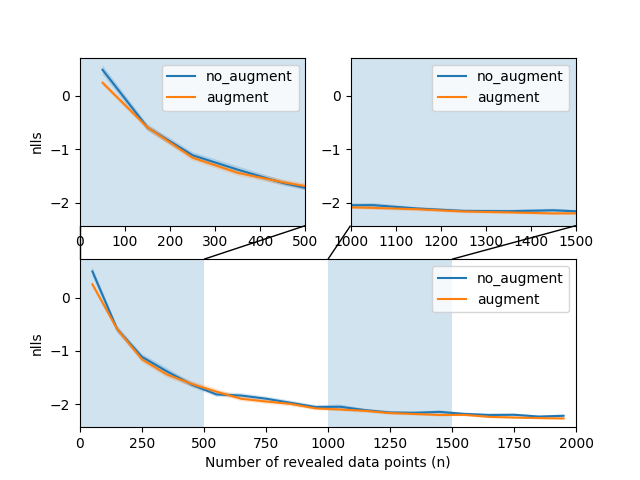 no_augment
augment
no_augment
augment
0
−1
−2
nlls
0
−1
−2
0 100 200 300 400 500
1000 1100 1200 1300 1400 1500
no_augment
augment
0
−1
−2
nlls
0 250 500 750 1000 1250 1500 1750 2000
Number of revealed data points (n)